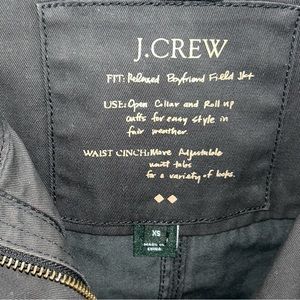 J.CREW
FIT: Relaxed Boyfriend Field Jkt
USE: Open Collar and Roll up
cuffs for easy style in
fair weather.
WAIST CINCH: Move Adjustable
waist tabs
for a variety of looks.
XS
MADE IN
CHINA